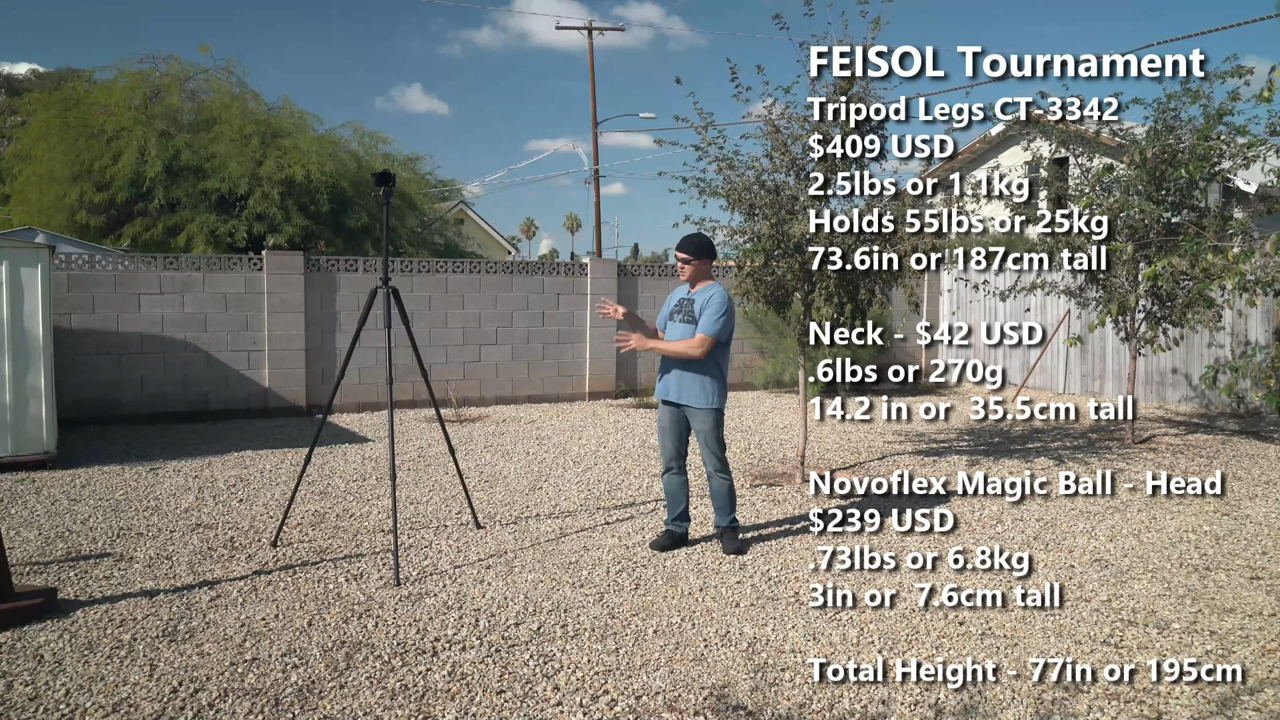 FEISOL Tournament
Tripod Legs CT-3342
$409 USD
2.5lbs or 1.1kg
Holds 55lbs or 25kg
73.6in or 187cm tall
Neck - $42 USD
.6lbs or 270g
14.2 in or  35.5cm tall
Novoflex Magic Ball - Head
$239 USD
.73lbs or 6.8kg
3in or  7.6cm tall
Total Height - 77in or 195cm